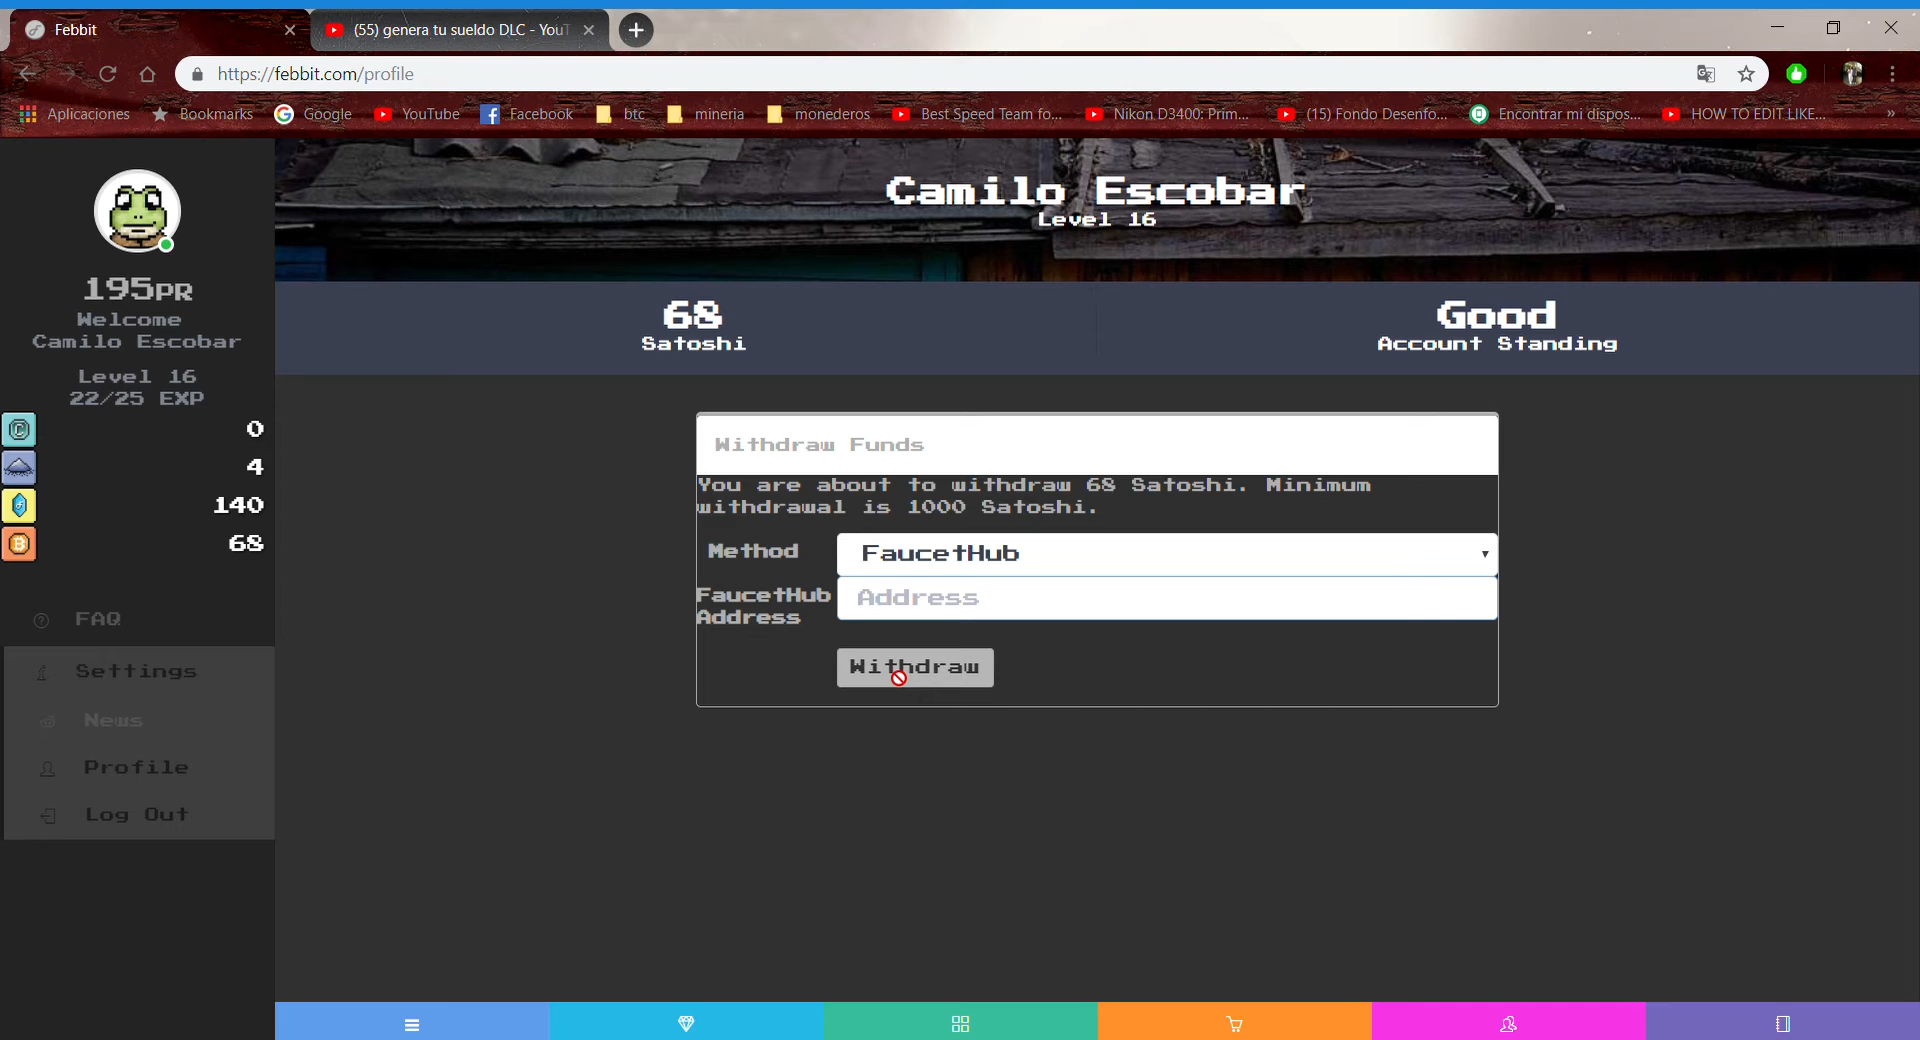 Febbit
(55) genera tu sueldo DLC - YouT
https://febbit.com/profile
Aplicaciones
Bookmarks
Google
YouTube
Facebook
btc
mineria
monederos
Best Speed Team fo...
Nikon D3400: Prim...
(15) Fondo Desenfo...
Encontrar mi dispos...
HOW TO EDIT LIKE...
»
195PR
Welcome
Camilo Escobar
Level 16
22/25 EXP
0
4
140
68
FAQ
Settings
News
Profile
Log Out
Camilo Escobar
Level 16
68
Satoshi
Good
Account Standing
Withdraw Funds
You are about to withdraw 68 Satoshi. Minimum
withdrawal is 1000 Satoshi.
Method
FaucetHub
FaucetHub
Address
Address
Withdraw